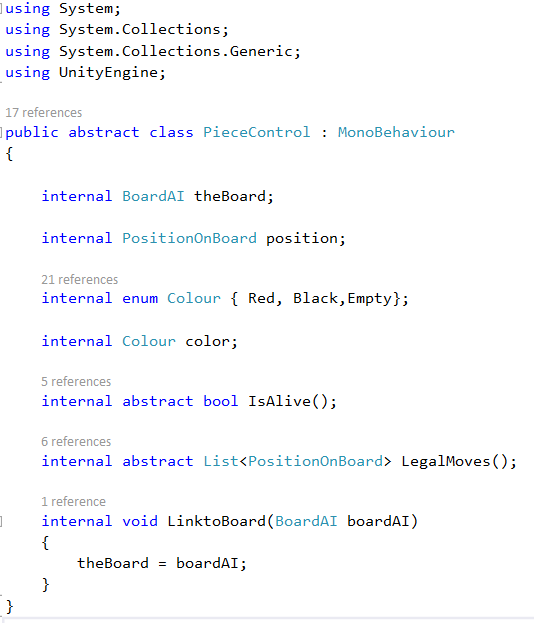 using System;
using System.Collections;
using System.Collections.Generic;
using UnityEngine;
17 references
public abstract class PieceControl : MonoBehaviour
{
internal BoardAI theBoard;
internal PositionOnBoard position;
21 references
internal enum Colour { Red, Black,Empty};
internal Colour color;
5 references
internal abstract bool IsAlive();
6 references
internal abstract List<PositionOnBoard> LegalMoves();
1 reference
internal void LinktoBoard(BoardAI boardAI)
{
theBoard = boardAI;
}
}